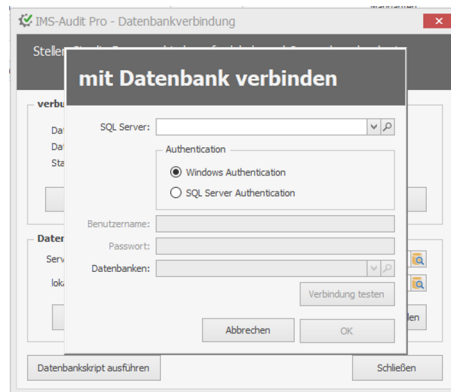 IMS-Audit Pro - Datenbankverbindung
mit Datenbank verbinden
SQL Server:
Authentication
Windows Authentication
SQL Server Authentication
Benutzername:
Passwort:
Datenbanken:
Verbindung testen
Abbrechen
OK
Datenbankskript ausführen
Schließen